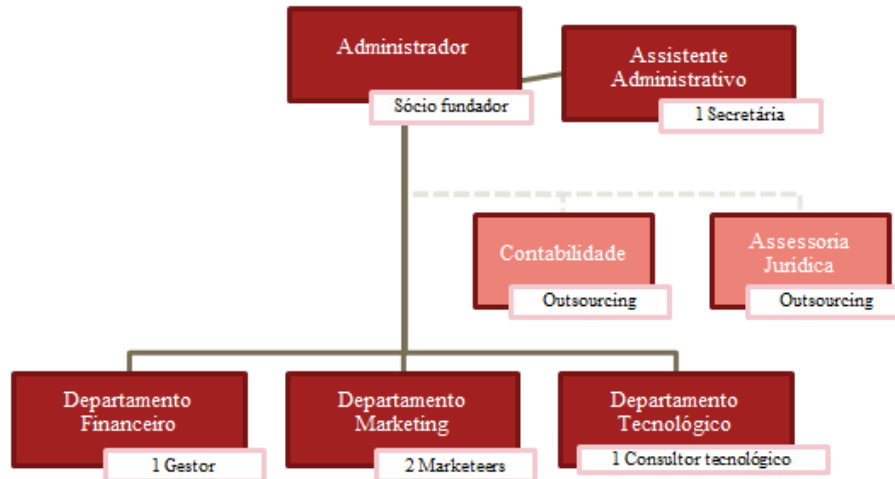 Administrador
Sócio fundador
Assistente
Administrativo
1 Secretária
Contabilidade
Outsourcing
Assessoria
Jurídica
Outsourcing
Departamento
Financeiro
1 Gestor
Departamento
Marketing
2 Marketeers
Departamento
Tecnológico
1 Consultor tecnológico